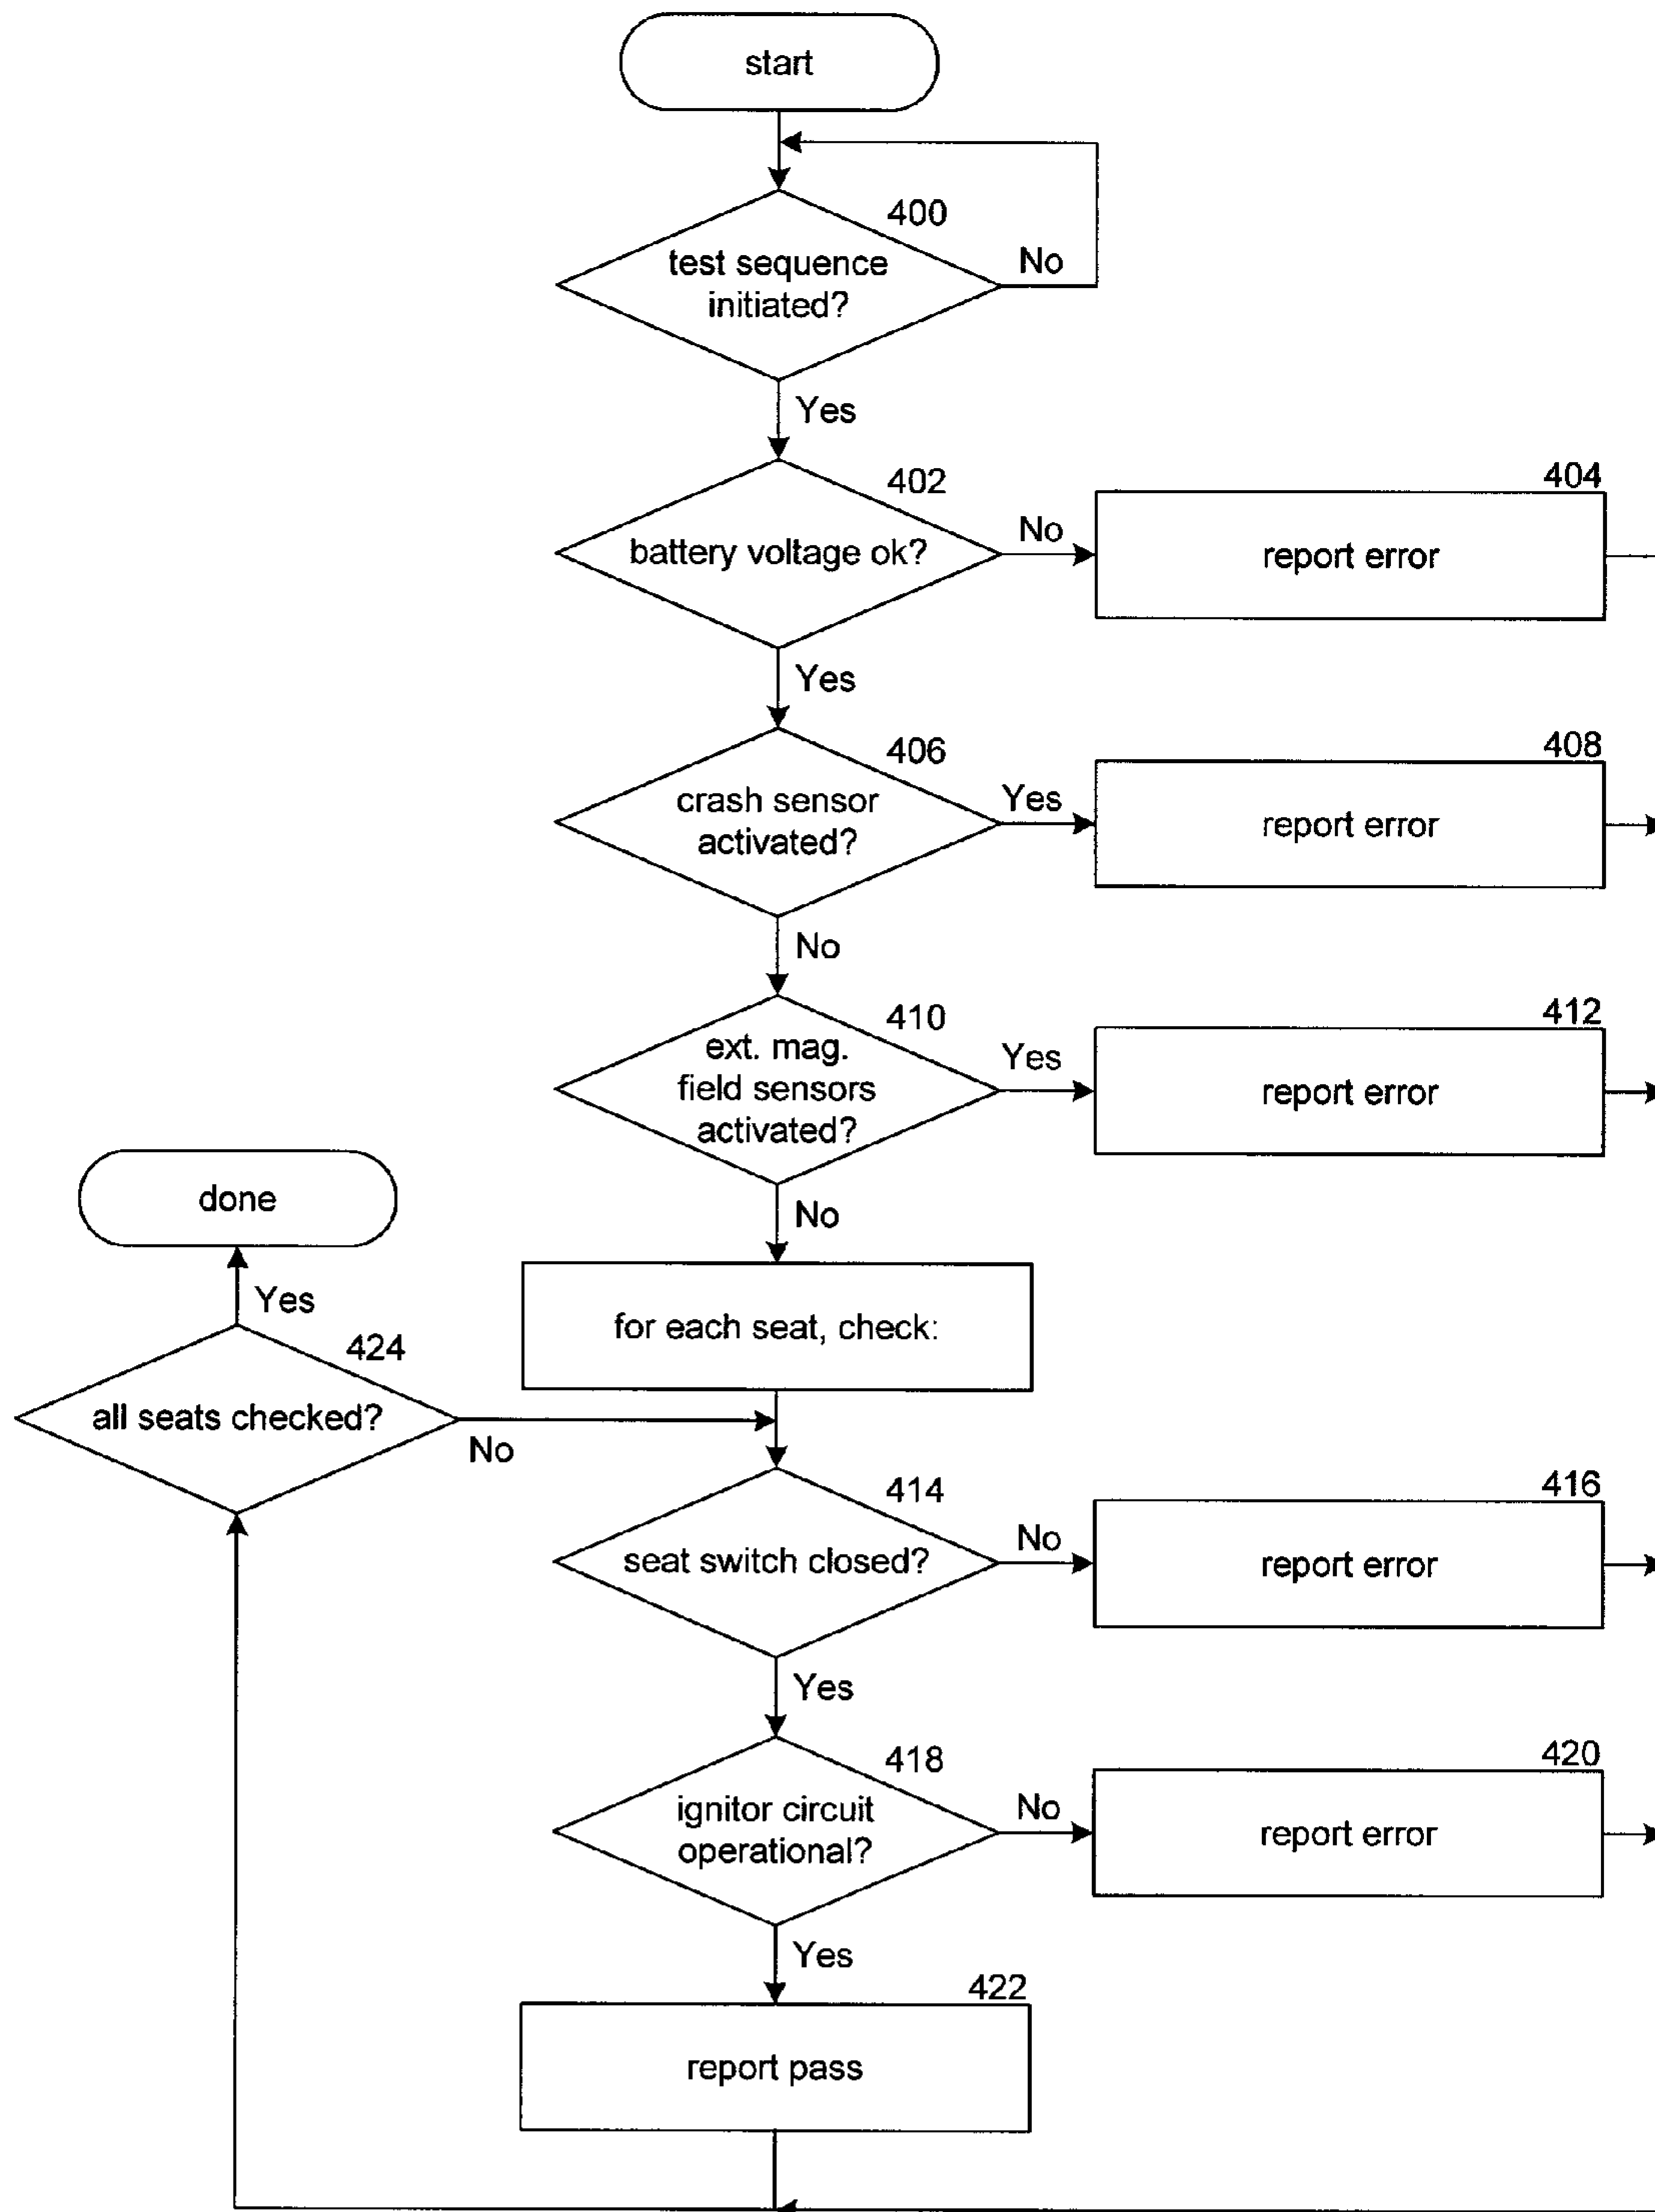 start
400
test sequence
initiated?
No
Yes
402
battery voltage ok?
No
404
report error
Yes
406
crash sensor
activated?
Yes
408
report error
No
410
ext. mag.
field sensors
activated?
Yes
412
report error
No
done
Yes
for each seat, check:
424
all seats checked?
No
414
seat switch closed?
No
416
report error
Yes
418
ignitor circuit
operational?
No
420
report error
Yes
422
report pass